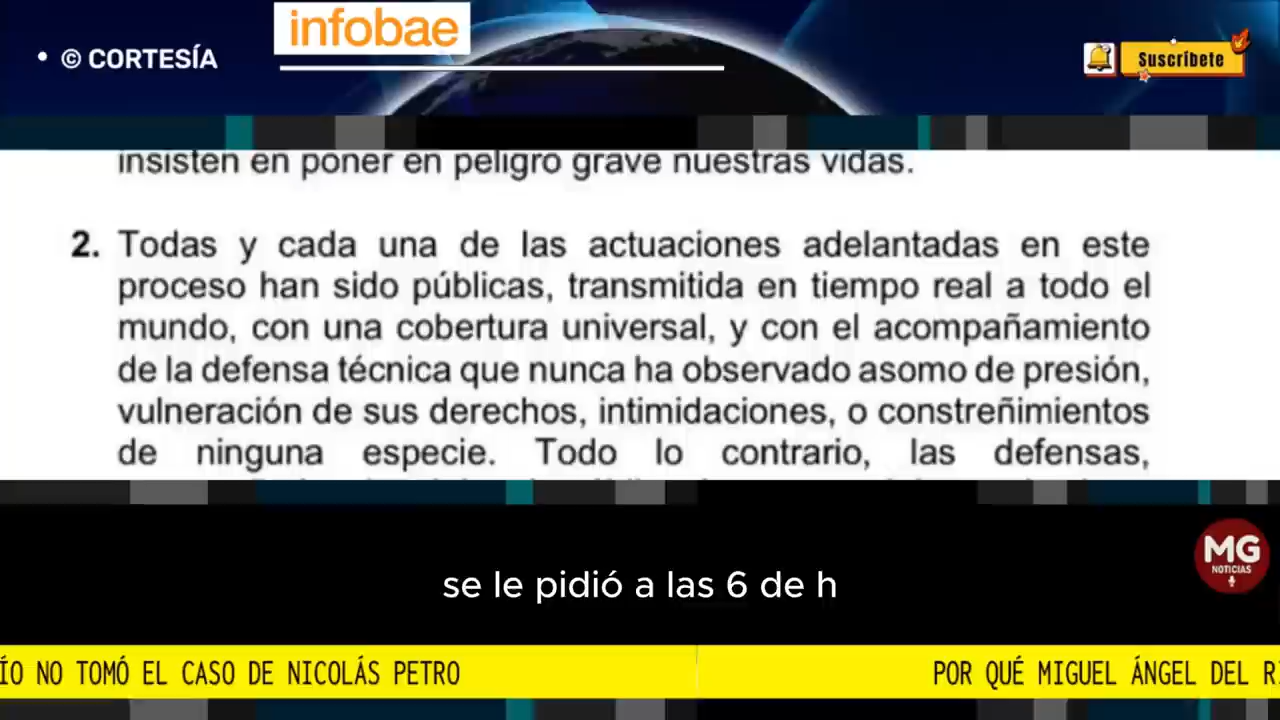 infobae
• © CORTESÍA
Suscríbete
insisten en poner en peligro grave nuestras vidas.
2. Todas y cada una de las actuaciones adelantadas en este
proceso han sido públicas, transmitida en tiempo real a todo el
mundo, con una cobertura universal, y con el acompañamiento
de la defensa técnica que nunca ha observado asomo de presión,
vulneración de sus derechos, intimidaciones, o constreñimientos
de ninguna especie. Todo lo contrario, las defensas,
MG
NOTICIAS
se le pidió a las 6 de h
ÍO NO TOMÓ EL CASO DE NICOLÁS PETRO
POR QUÉ MIGUEL ÁNGEL DEL R